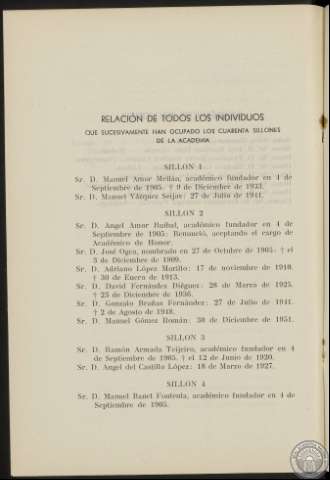 RELACIÓN DE TODOS LOS INDIVIDUOS
QUE SUCESIVAMENTE HAN OCUPADO LOS CUARENTA SILLONES
DE LA ACADEMIA
SILLON 1
Sr. D. Manuel Amor Meilán, académico fundador en 4 de
Septiembre de 1905. † 9 de Diciembre de 1933.
Sr. D. Manuel Vázquez Seijas: 27 de Julio de 1941.
SILLON 2
Sr. D. Angel Amor Ruibal, académico fundador en 4 de
Septiembre de 1905: Renunció, aceptando el cargo de
Académico de Honor.
Sr. D. José Ogea, nombrado en 27 de Octubre de 1905: † el
3 de Diciembre de 1909.
Sr. D. Adriano López Morillo: 17 de noviembre de 1910.
† 30 de Enero de 1913.
Sr. D. David Fernández Diéguez: 28 de Marzo de 1925.
† 23 de Diciembre de 1936.
Sr. D. Gonzalo Brañas Fernández: 27 de Julio de 1941.
† 2 de Agosto de 1948.
Sr. D. Manuel Gómez Román: 30 de Diciembre de 1951.
SILLON 3
Sr. D. Ramón Armada Teijeiro, académico fundador en 4
de Septiembre de 1905. † el 12 de Junio de 1920.
Sr. D. Angel del Castillo López: 18 de Marzo de 1927.
SILLON 4
Sr. D. Manuel Banet Fontenla, académico fundador en 4 de
Septiembre de 1905.